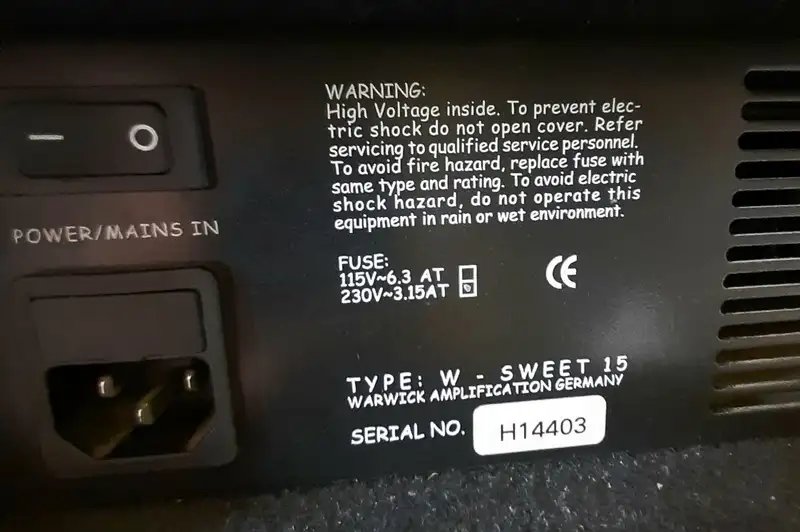 WARNING:
High Voltage inside. To prevent elec-
tric shock do not open cover. Refer
servicing to qualified service personnel.
To avoid fire hazard, replace fuse with
same type and rating. To avoid electric
shock hazard, do not operate this
equipment in rain or wet environment.
POWER/MAINS IN
FUSE:
115V~6.3 AT
230V~3.15AT
CE
TYPE: W - SWEET 15
WARWICK AMPLIFICATION GERMANY
SERIAL NO. H14403